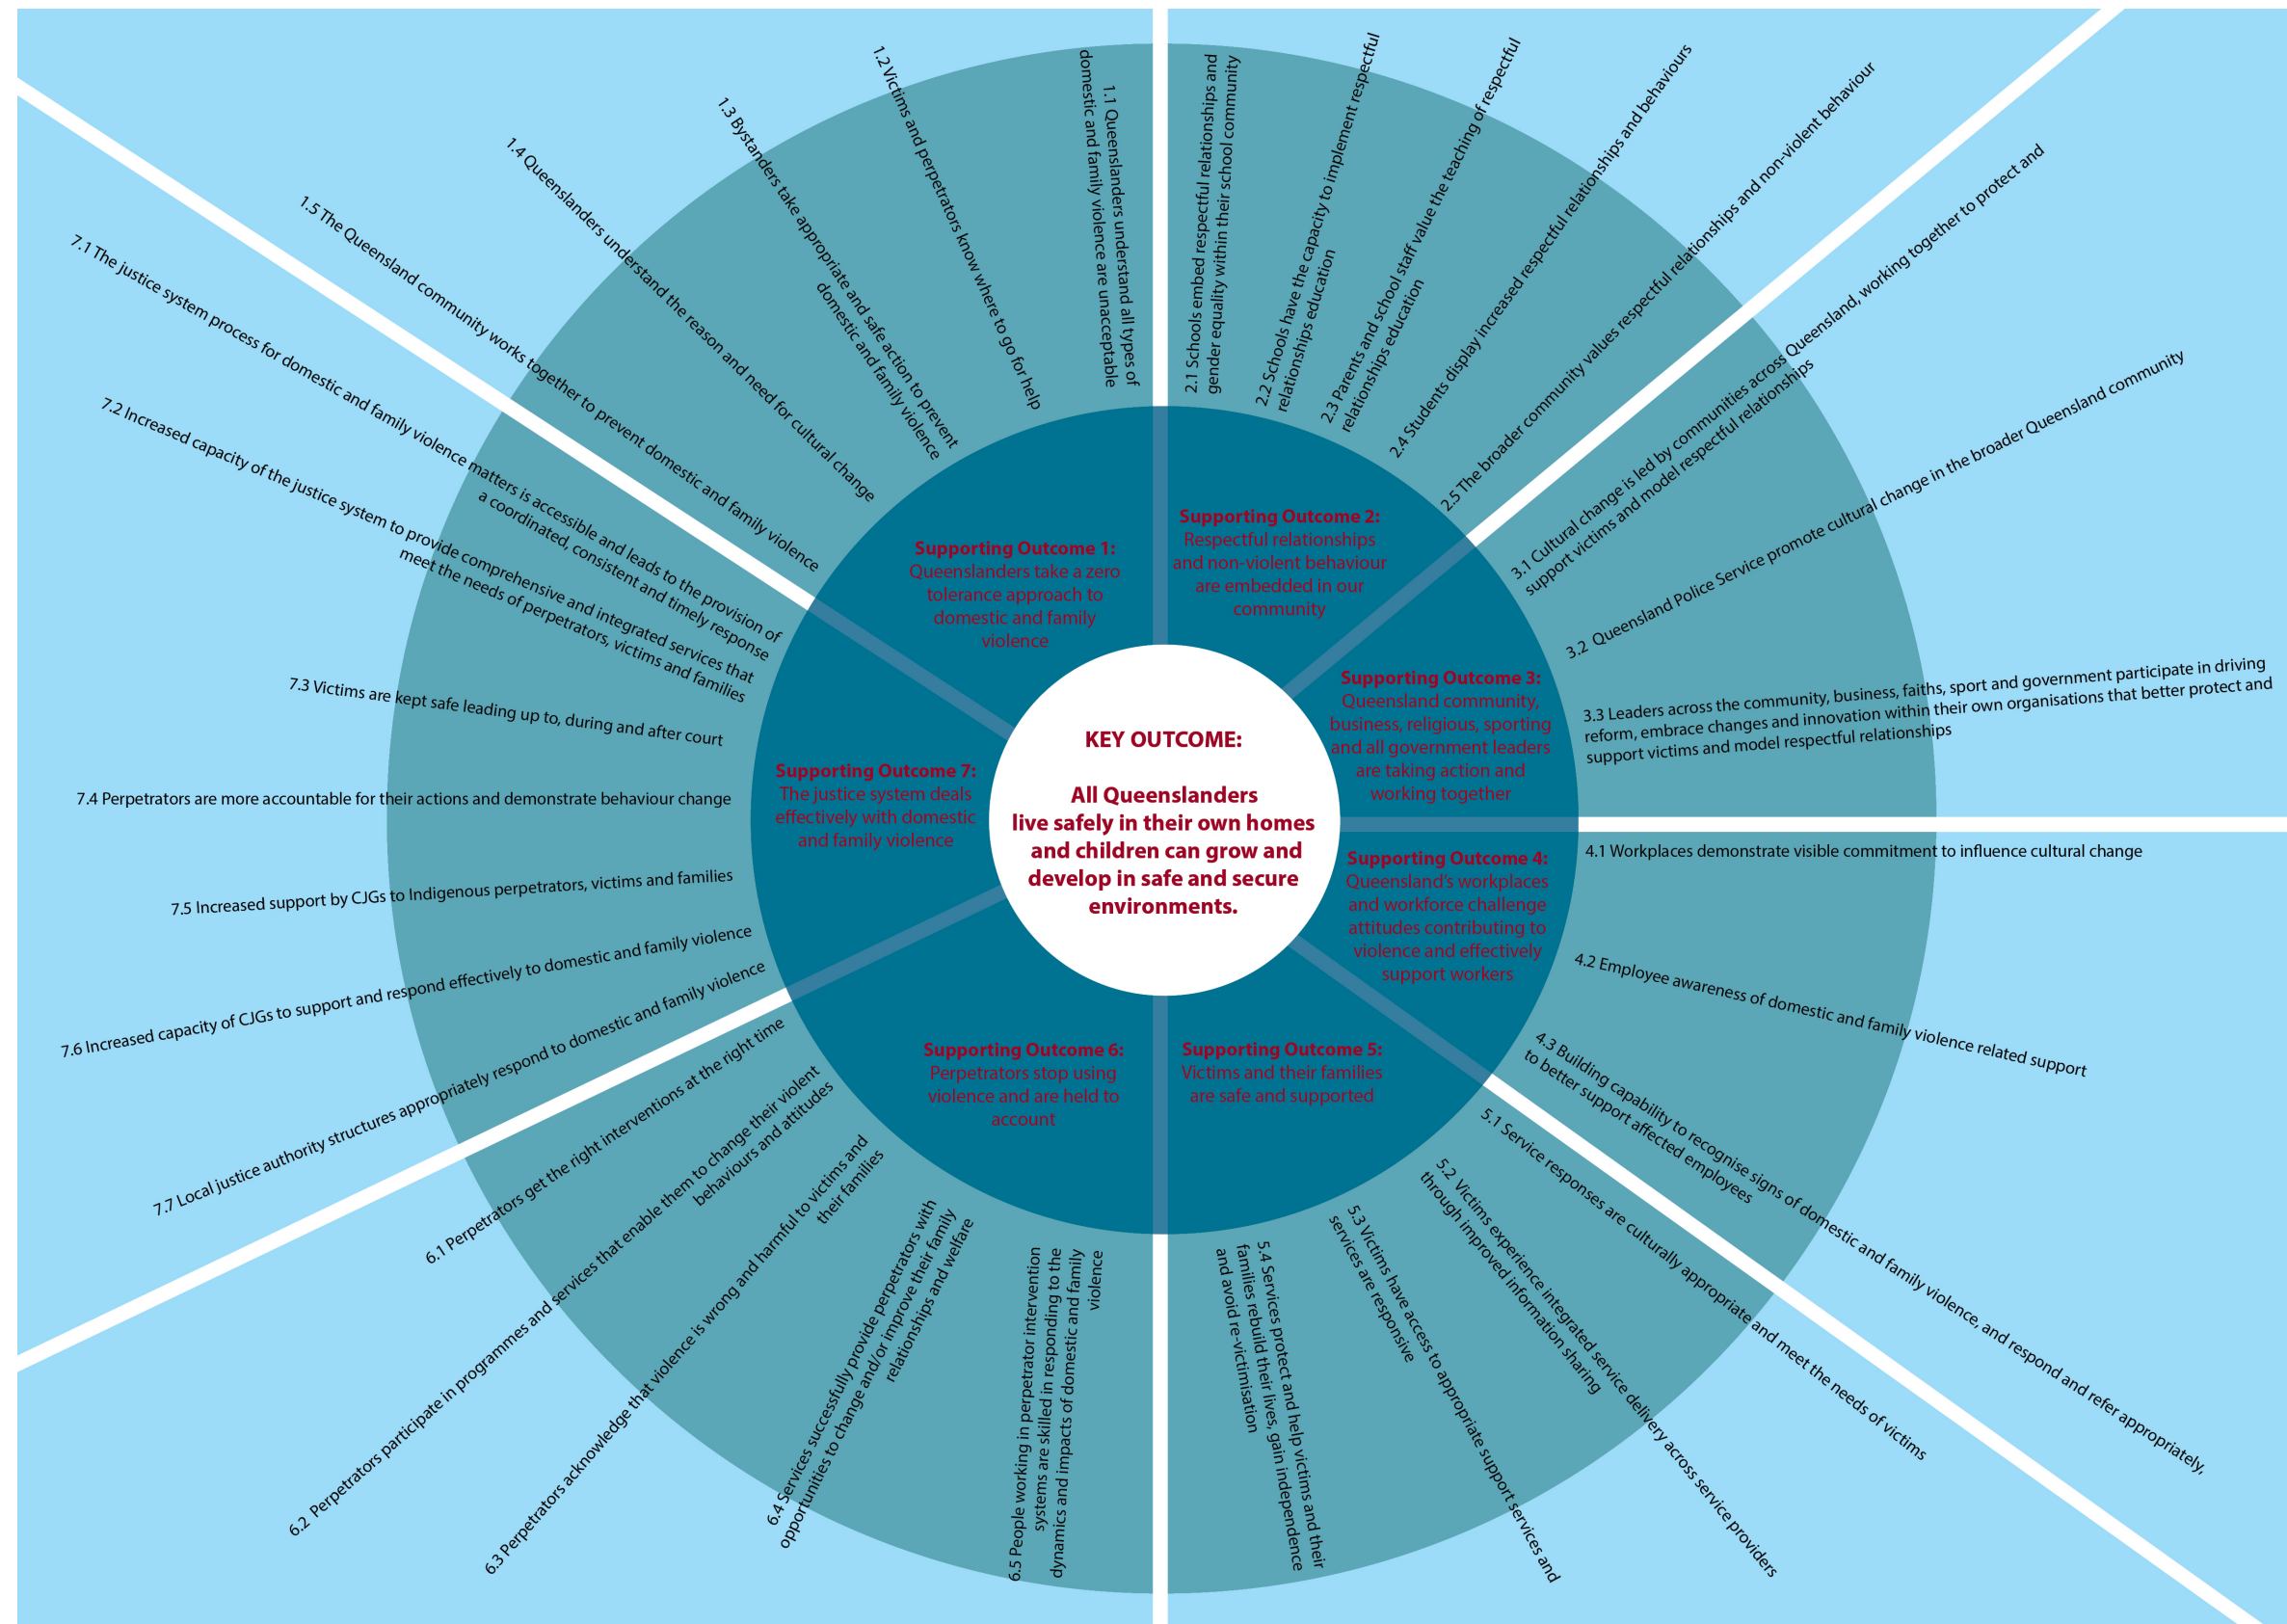 KEY OUTCOME:
All Queenslanders
live safely in their own homes
and children can grow and
develop in safe and secure
environments.
Supporting Outcome 1:
Queenslanders take a zero
tolerance approach to
domestic and family
violence
1.1 Queenslanders understand all types of
domestic and family violence are unacceptable
1.2 Victims and perpetrators know where to go for help
1.3 Bystanders take appropriate and safe action to prevent
domestic and family violence
1.4 Queenslanders understand the reason and need for cultural change
1.5 The Queensland community works together to prevent domestic and family violence
Supporting Outcome 2:
Respectful relationships
and non-violent behaviour
are embedded in our
community
2.1 Schools embed respectful relationships and
gender equality within their school community
2.2 Schools have the capacity to implement respectful
relationships education
2.3 Parents and school staff value the teaching of respectful
relationships education
2.4 Students display increased respectful relationships and behaviours
2.5 The broader community values respectful relationships and non-violent behaviour
Supporting Outcome 3:
Queensland community,
business, religious, sporting
and all government leaders
are taking action and
working together
3.1 Cultural change is led by communities across Queensland, working together to protect and
support victims and model respectful relationships
3.2 Queensland Police Service promote cultural change in the broader Queensland community
3.3 Leaders across the community, business, faiths, sport and government participate in driving
reform, embrace changes and innovation within their own organisations that better protect and
support victims and model respectful relationships
Supporting Outcome 4:
Queensland's workplaces
and workforce challenge
attitudes contributing to
violence and effectively
support workers
4.1 Workplaces demonstrate visible commitment to influence cultural change
4.2 Employee awareness of domestic and family violence related support
4.3 Building capability to recognise signs of domestic and family violence, and respond and refer appropriately,
to better support affected employees
Supporting Outcome 5:
Victims and their families
are safe and supported
5.1 Service responses are culturally appropriate and meet the needs of victims
5.2 Victims experience integrated service delivery across service providers
through improved information sharing
5.3 Victims have access to appropriate support services and
services are responsive
5.4 Services protect and help victims and their
families rebuild their lives, gain independence
and avoid re-victimisation
Supporting Outcome 6:
Perpetrators stop using
violence and are held to
account
6.1 Perpetrators get the right interventions at the right time
6.2 Perpetrators participate in programmes and services that enable them to change their violent
behaviours and attitudes
6.3 Perpetrators acknowledge that violence is wrong and harmful to victims and
their families
6.4 Services successfully provide perpetrators with
opportunities to change and/or improve their family
relationships and welfare
6.5 People working in perpetrator intervention
systems are skilled in responding to the
dynamics and impacts of domestic and family
violence
Supporting Outcome 7:
The justice system deals
effectively with domestic
and family violence
7.1 The justice system process for domestic and family violence matters is accessible and leads to the provision of
a coordinated, consistent and timely response
7.2 Increased capacity of the justice system to provide comprehensive and integrated services that
meet the needs of perpetrators, victims and families
7.3 Victims are kept safe leading up to, during and after court
7.4 Perpetrators are more accountable for their actions and demonstrate behaviour change
7.5 Increased support by CJGs to Indigenous perpetrators, victims and families
7.6 Increased capacity of CJGs to support and respond effectively to domestic and family violence
7.7 Local justice authority structures appropriately respond to domestic and family violence